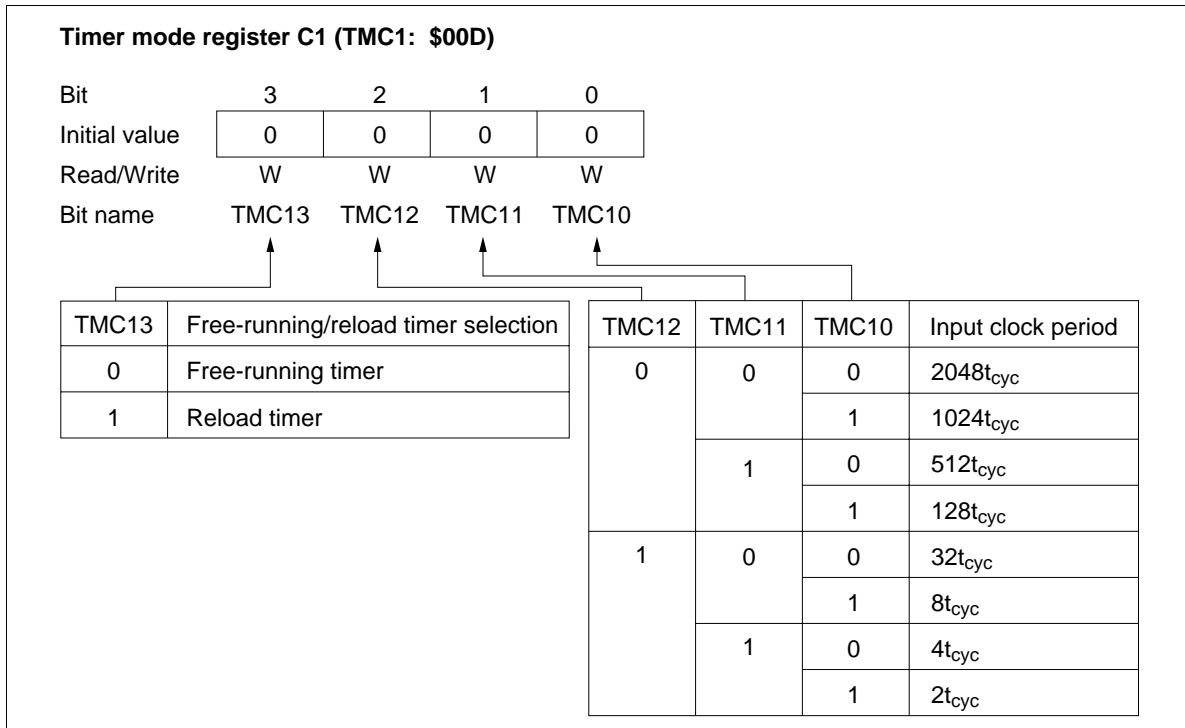 Timer mode register C1 (TMC1: $00D)
Bit 3 2 1 0
Initial value 0 0 0 0
Read/Write W W W W
Bit name TMC13 TMC12 TMC11 TMC10
TMC13 Free-running/reload timer selection
0 Free-running timer
1 Reload timer
TMC12 TMC11 TMC10 Input clock period
0 0 0 2048tcyc
1 1024tcyc
1 0 512tcyc
1 128tcyc
1 0 0 32tcyc
1 8tcyc
1 0 4tcyc
1 2tcyc